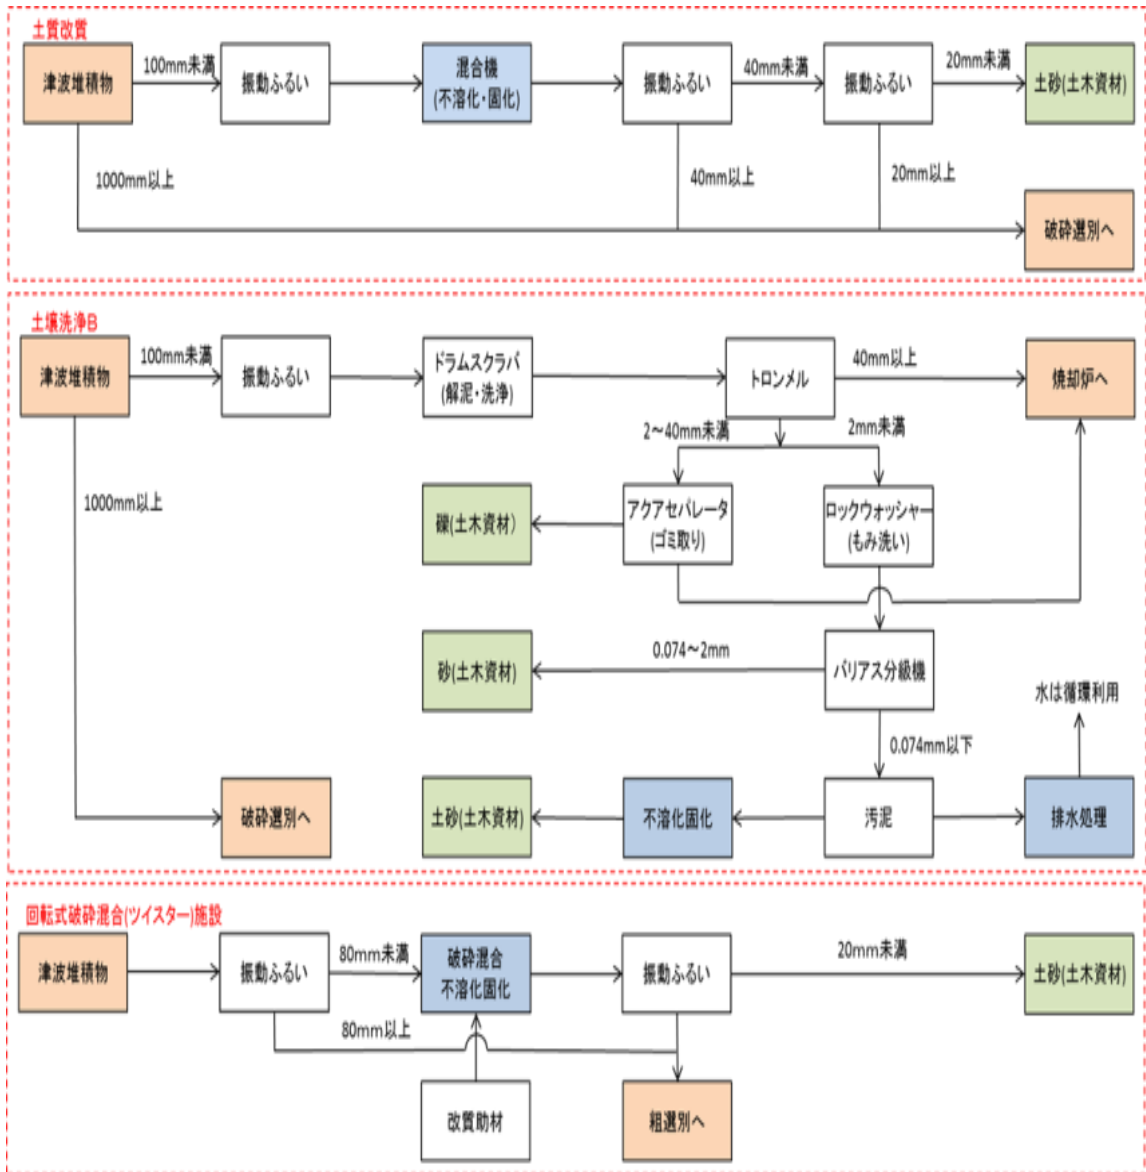 土質改質
津波堆積物
100mm未満
振動ふるい
混合機
(不溶化・固化)
振動ふるい
40mm未満
振動ふるい
20mm未満
土砂(土木資材)
1000mm以上
40mm以上
20mm以上
破砕選別へ
土壌洗浄B
津波堆積物
100mm未満
振動ふるい
ドラムスクラバ
(解泥・洗浄)
トロンメル
40mm以上
焼却炉へ
2～40mm未満
2mm未満
1000mm以上
礫(土木資材)
アクアセパレータ
(ゴミ取り)
ロックウォッシャー
(もみ洗い)
砂(土木資材)
0.074～2mm
バリアス分級機
水は循環利用
0.074mm以下
破砕選別へ
土砂(土木資材)
不溶化固化
汚泥
排水処理
回転式破砕混合(ツイスター)施設
津波堆積物
振動ふるい
80mm未満
破砕混合
不溶化固化
振動ふるい
20mm未満
土砂(土木資材)
80mm以上
改質助材
粗選別へ